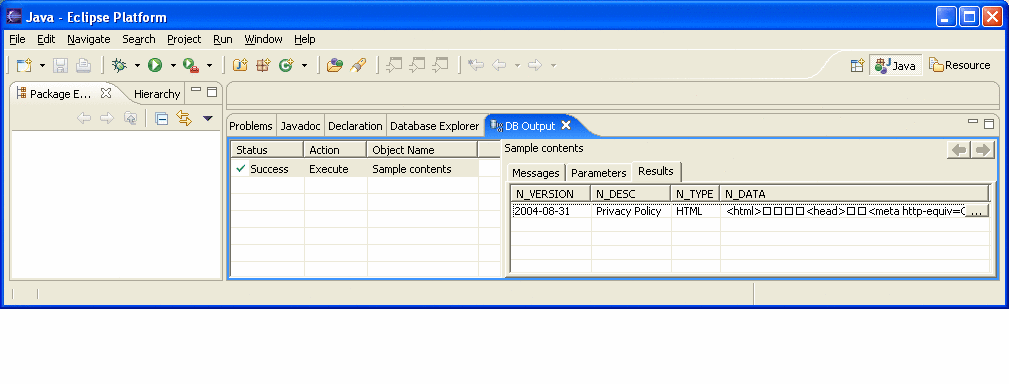 Java - Eclipse Platform
File Edit Navigate Search Project Run Window Help
Java Resource
Package E... Hierarchy
Problems Javadoc Declaration Database Explorer DB Output
Status Action Object Name
Success Execute Sample contents
Sample contents
Messages Parameters Results
N_VERSION N_DESC N_TYPE N_DATA
2004-08-31 Privacy Policy HTML <html>□□□□<head>□□<meta http-equiv=C ...